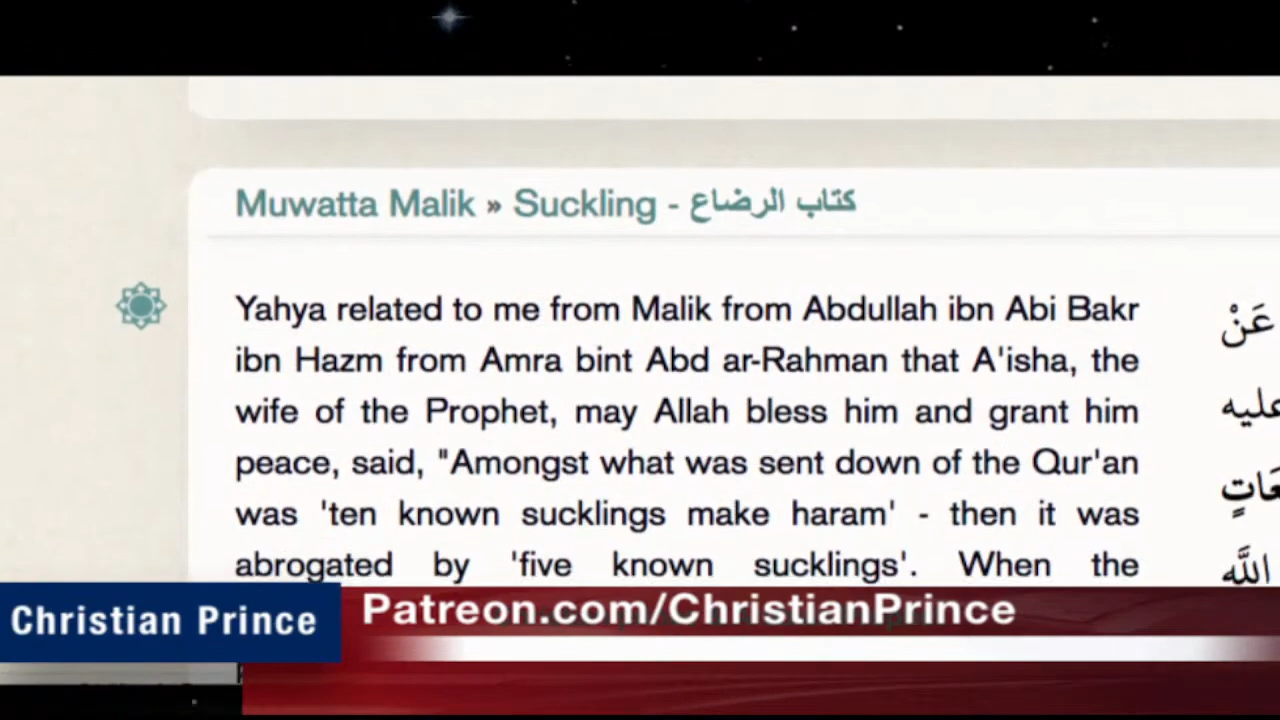 Muwatta Malik » Suckling - كتاب الرضاع
Yahya related to me from Malik from Abdullah ibn Abi Bakr
ibn Hazm from Amra bint Abd ar-Rahman that A'isha, the
wife of the Prophet, may Allah bless him and grant him
peace, said, "Amongst what was sent down of the Qur'an
was 'ten known sucklings make haram' - then it was
abrogated by 'five known sucklings'. When the
عَنْ
عليه
اللَّه
Christian Prince
Patreon.com/ChristianPrince